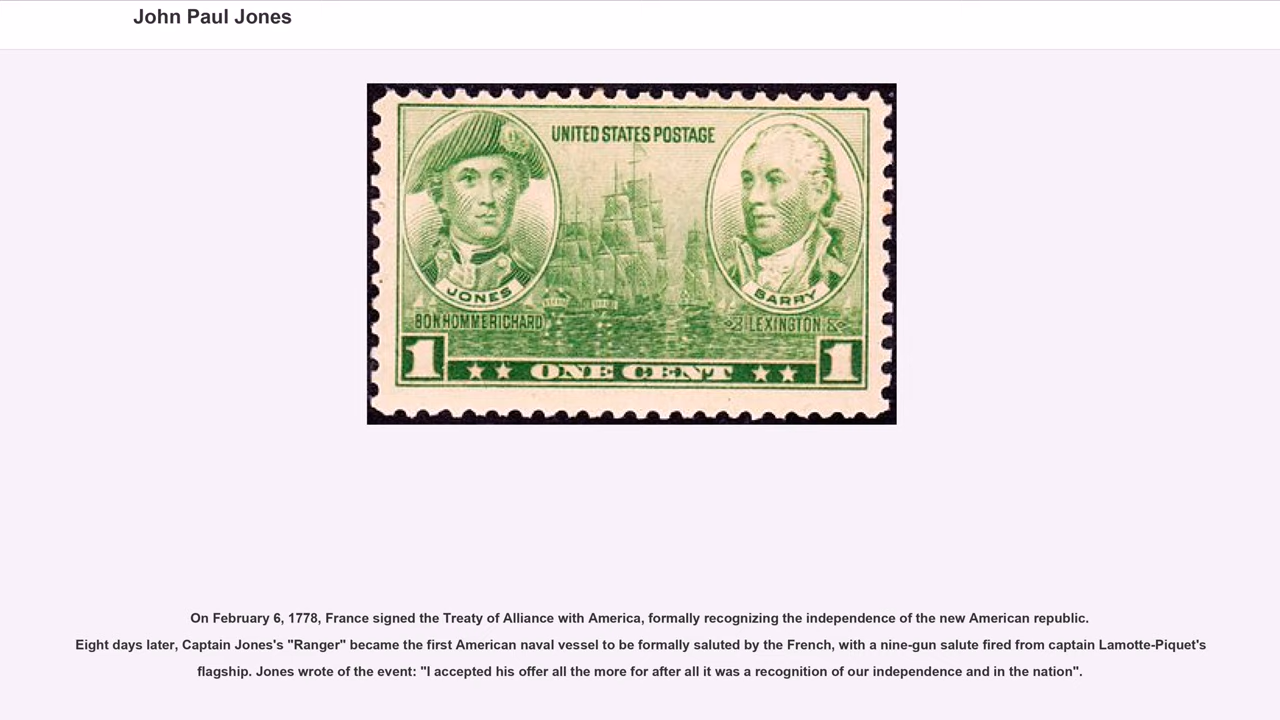 John Paul Jones
UNITED STATES POSTAGE
JONES
BARRY
BONHOMME RICHARD
LEXINGTON
1
ONE CENT
1
On February 6, 1778, France signed the Treaty of Alliance with America, formally recognizing the independence of the new American republic.
Eight days later, Captain Jones's "Ranger" became the first American naval vessel to be formally saluted by the French, with a nine-gun salute fired from captain Lamotte-Piquet's
flagship. Jones wrote of the event: "I accepted his offer all the more for after all it was a recognition of our independence and in the nation".